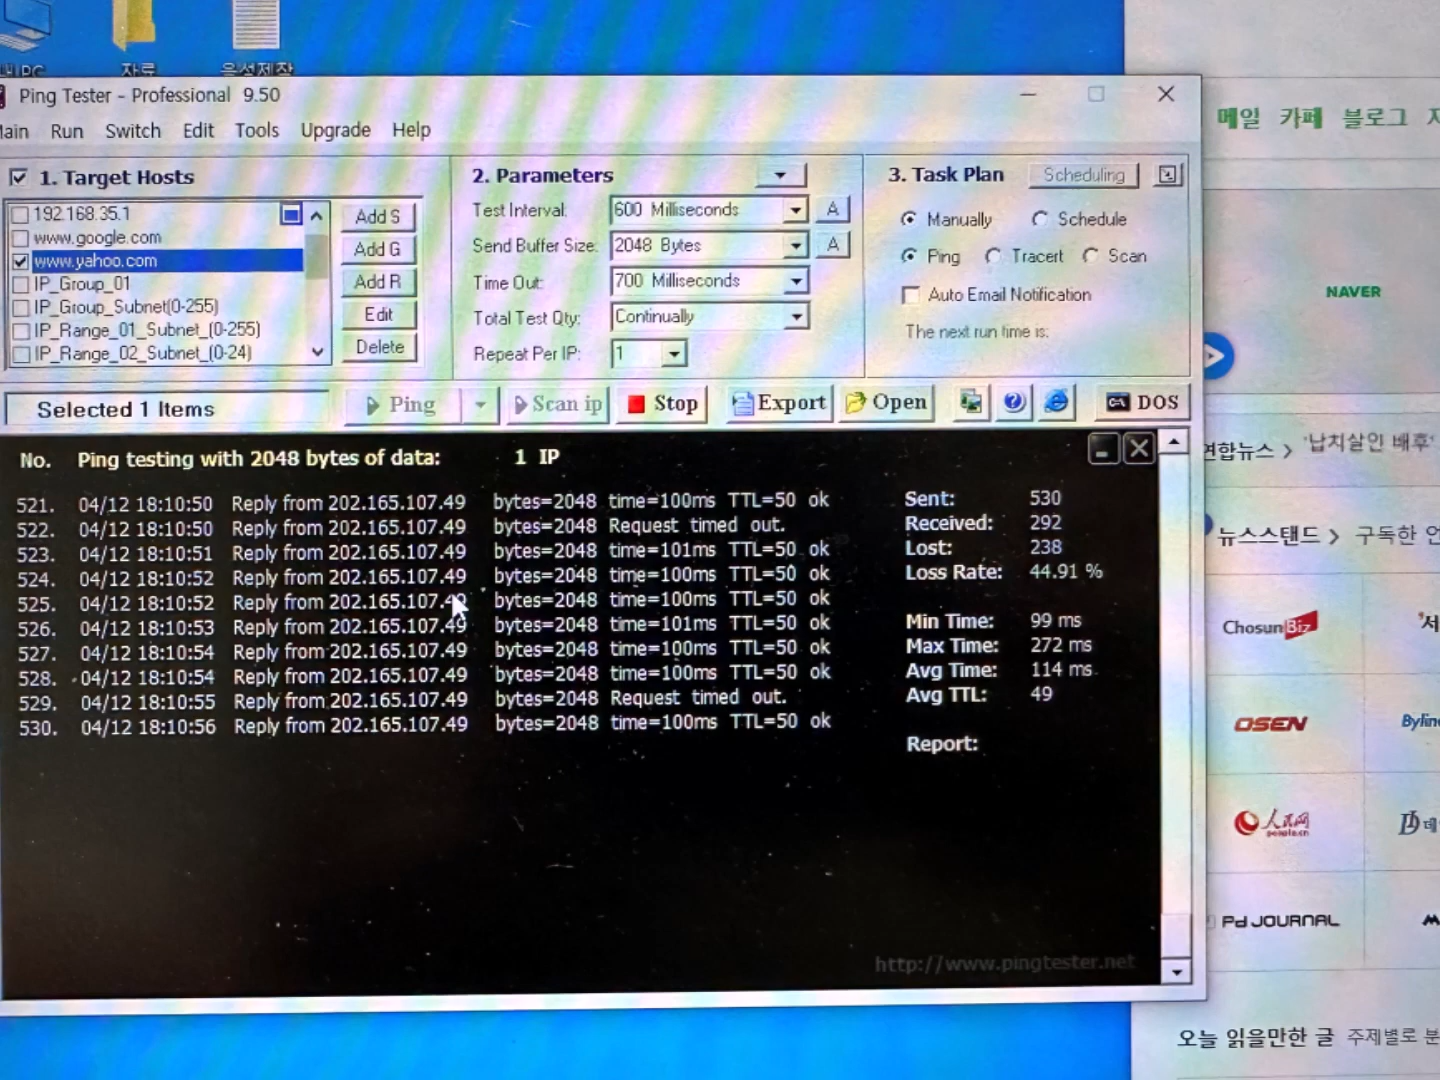 자료
음성제장
Ping Tester - Professional 9.50
Main Run Switch Edit Tools Upgrade Help
1. Target Hosts
192.168.35.1
www.google.com
www.yahoo.com
IP_Group_01
IP_Group_Subnet(0-255)
IP_Range_01_Subnet_(0-255)
IP_Range_02_Subnet_(0-24)
Add S
Add G
Add R
Edit
Delete
2. Parameters
Test Interval: 600 Milliseconds A
Send Buffer Size: 2048 Bytes A
Time Out: 700 Milliseconds
Total Test Qty: Continually
Repeat Per IP: 1
3. Task Plan Scheduling
Manually Schedule
Ping Tracert Scan
Auto Email Notification
The next run time is:
Selected 1 Items Ping Scan ip Stop Export Open DOS
No. Ping testing with 2048 bytes of data: 1 IP
521. 04/12 18:10:50 Reply from 202.165.107.49 bytes=2048 time=100ms TTL=50 ok
522. 04/12 18:10:50 Reply from 202.165.107.49 bytes=2048 Request timed out.
523. 04/12 18:10:51 Reply from 202.165.107.49 bytes=2048 time=101ms TTL=50 ok
524. 04/12 18:10:52 Reply from 202.165.107.49 bytes=2048 time=100ms TTL=50 ok
525. 04/12 18:10:52 Reply from 202.165.107.49 bytes=2048 time=100ms TTL=50 ok
526. 04/12 18:10:53 Reply from 202.165.107.49 bytes=2048 time=101ms TTL=50 ok
527. 04/12 18:10:54 Reply from 202.165.107.49 bytes=2048 time=100ms TTL=50 ok
528. 04/12 18:10:54 Reply from 202.165.107.49 bytes=2048 time=100ms TTL=50 ok
529. 04/12 18:10:55 Reply from 202.165.107.49 bytes=2048 Request timed out.
530. 04/12 18:10:56 Reply from 202.165.107.49 bytes=2048 time=100ms TTL=50 ok
Sent: 530
Received: 292
Lost: 238
Loss Rate: 44.91 %
Min Time: 99 ms
Max Time: 272 ms
Avg Time: 114 ms
Avg TTL: 49
Report:
http://www.pingtester.net
메일 카페 블로그
NAVER
연합뉴스 > '납치살인 배후'
뉴스스탠드 > 구독한 언
ChosunBiz
OSEN
人民网
people.cn
Pd JOURNAL
오늘 읽을만한 글 주제별로 분